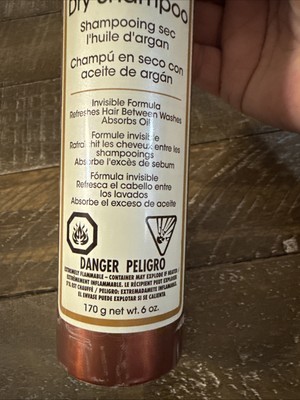 Dry Shampoo
Shampooing sec
l'huile d'argan
Champú en seco con
aceite de argán
Invisible Formula
Refreshes Hair Between Washes
Absorbs Oil
Formule invisible
Rafraîchit les cheveux entre les
shampooings
Absorbe l'excès de sebum
Fórmula invisible
Refresca el cabello entre
los lavados
Absorbe el exceso de aceite
DANGER PELIGRO
EXTREMELY FLAMMABLE – CONTAINER MAY EXPLODE IF HEATED /
EXTRÊMEMENT INFLAMMABLE. LE RÉCIPIENT PEUT EXPLOSER
S'IL EST CHAUFFÉ / PELIGRO: EXTREMADAMENTE INFLAMABLE.
EL ENVASE PUEDE EXPLOTAR SI SE CALIENTA.
170 g net wt. 6 oz.